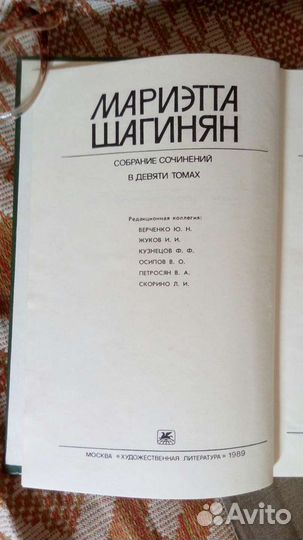 МАРИЭТТА
ШАГИНЯН
СОБРАНИЕ СОЧИНЕНИЙ
В ДЕВЯТИ ТОМАХ
Редакционная коллегия:
ВЕРЧЕНКО Ю. Н.
ЖУКОВ И. И.
КУЗНЕЦОВ Ф. Ф.
ОСИПОВ В. О.
ПЕТРОСЯН В. А.
СКОРИНО Л. И.
МОСКВА «ХУДОЖЕСТВЕННАЯ ЛИТЕРАТУРА» 1989
Avito